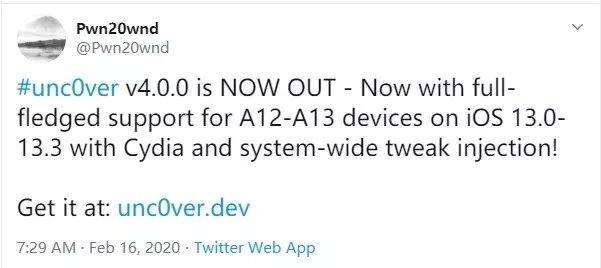 Pwn20wnd
@Pwn20wnd
#unc0ver v4.0.0 is NOW OUT - Now with full-
fledged support for A12-A13 devices on iOS 13.0-
13.3 with Cydia and system-wide tweak injection!
Get it at: unc0ver.dev
7:29 AM · Feb 16, 2020 · Twitter Web App